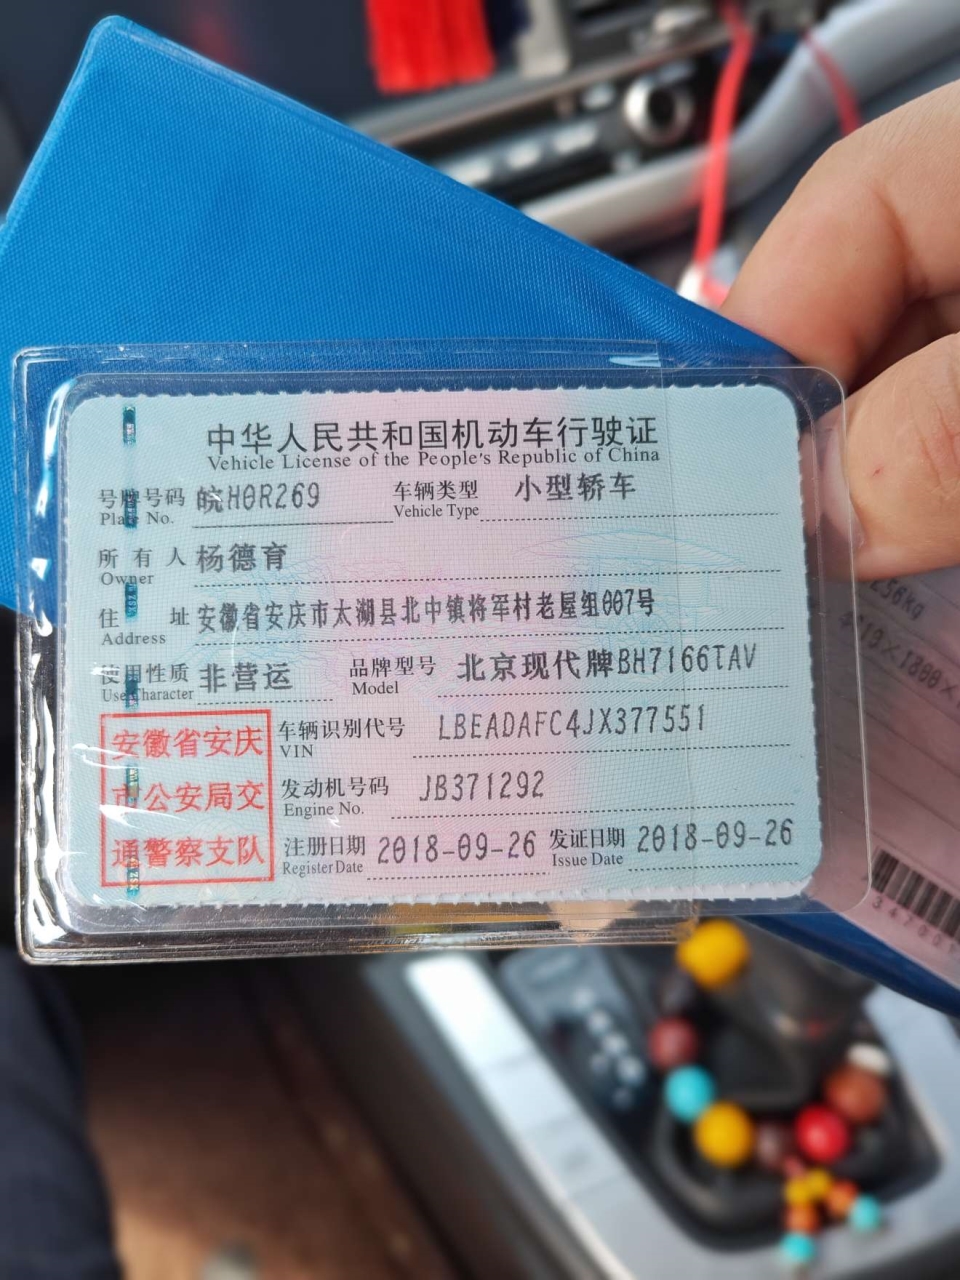 中华人民共和国机动车行驶证
Vehicle License of the People's Republic of China
号牌号码 皖H0R269 车辆类型 小型轿车
Plate No. Vehicle Type
所有人 杨德育
Owner
住址 安徽省安庆市太湖县北中镇将军村老屋组007号
Address
使用性质 非营运 品牌型号 北京现代牌BH7166TAV
Use Character Model
安徽省安庆
市公安局交
通警察支队
车辆识别代号 LBEADAFC4JX377551
VIN
发动机号码 JB371292
Engine No.
注册日期 2018-09-26 发证日期 2018-09-26
Register Date Issue Date